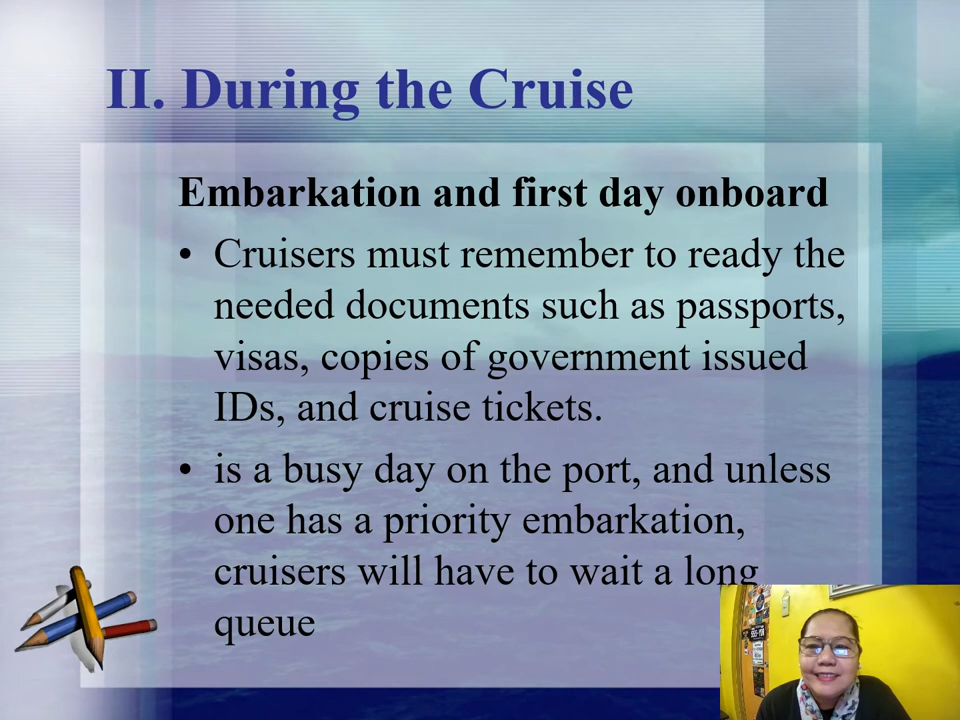 II. During the Cruise
Embarkation and first day onboard
• Cruisers must remember to ready the
needed documents such as passports,
visas, copies of government issued
IDs, and cruise tickets.
• is a busy day on the port, and unless
one has a priority embarkation,
cruisers will have to wait a long
queue